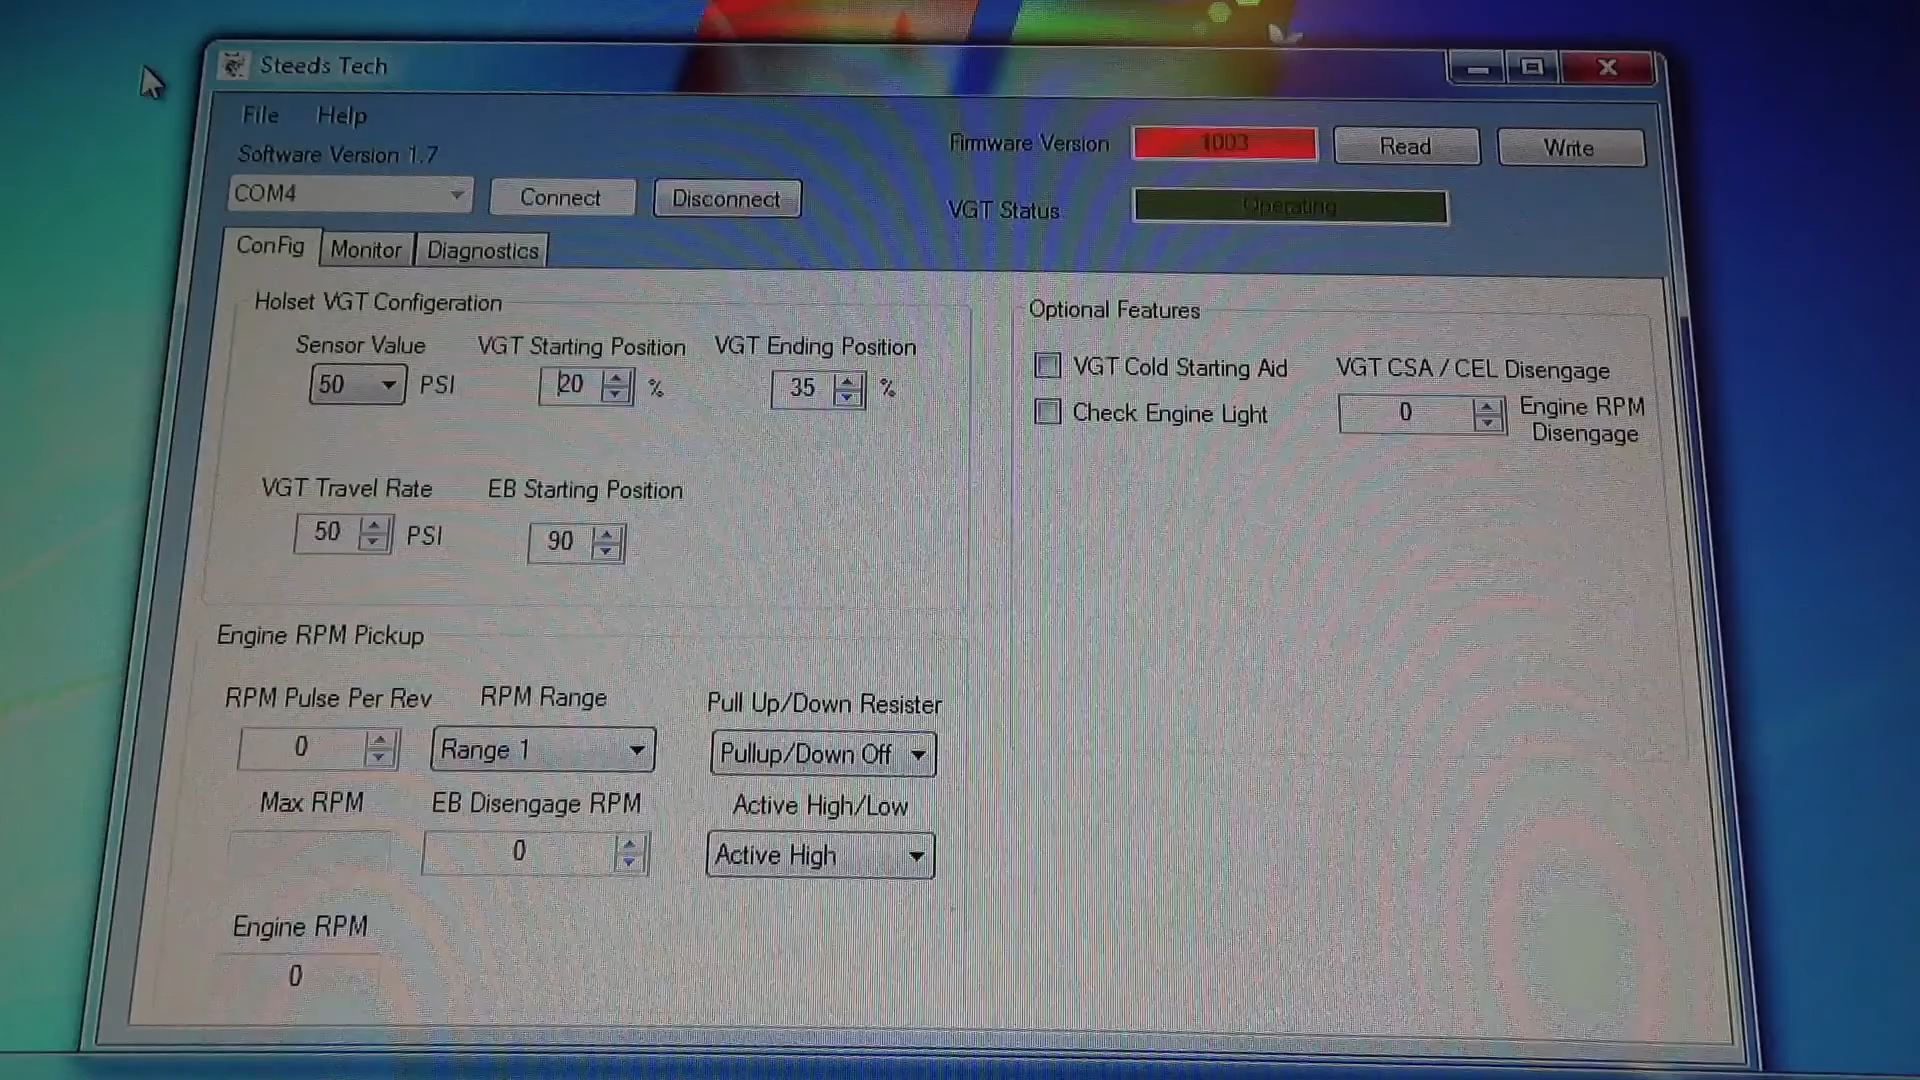 Steeds Tech
File Help
Software Version 1.7
Firmware Version 1003 Read Write
COM4 Connect Disconnect
VGT Status Operating
ConFig Monitor Diagnostics
Holset VGT Configeration
Sensor Value VGT Starting Position VGT Ending Position
50 PSI 20 % 35 %
VGT Travel Rate EB Starting Position
50 PSI 90
Optional Features
VGT Cold Starting Aid VGT CSA / CEL Disengage
Check Engine Light 0 Engine RPM
Disengage
Engine RPM Pickup
RPM Pulse Per Rev RPM Range Pull Up/Down Resister
0 Range 1 Pullup/Down Off
Max RPM EB Disengage RPM Active High/Low
0 Active High
Engine RPM
0